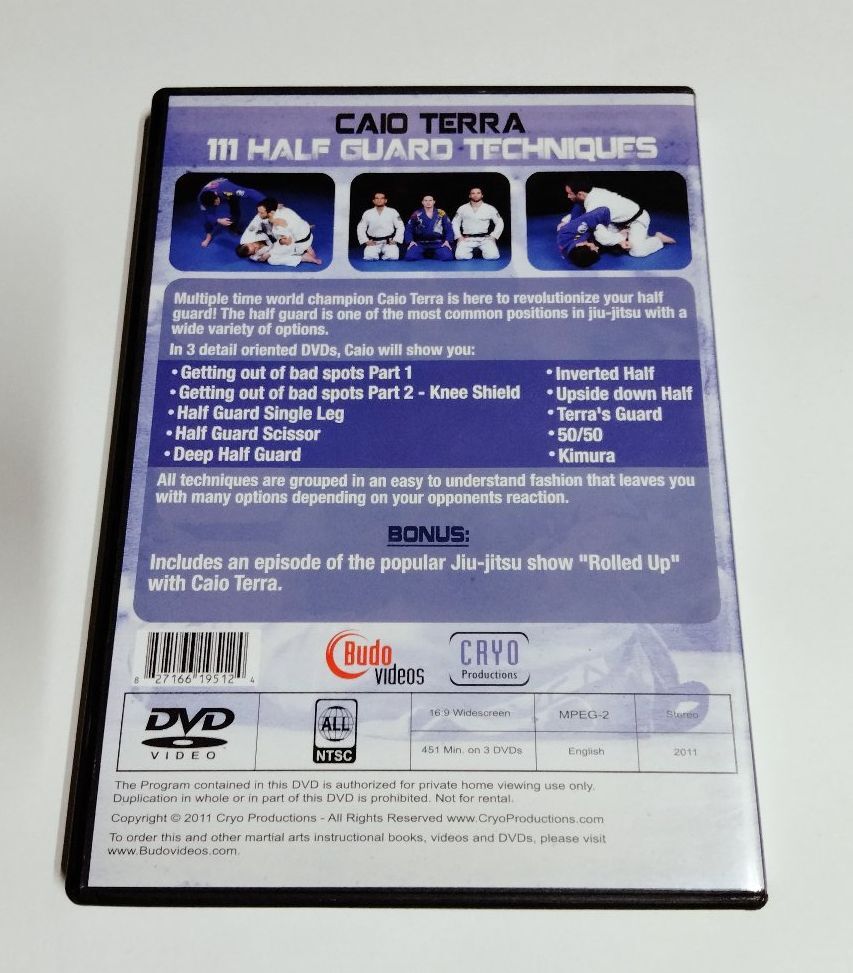 CAIO TERRA
111 HALF GUARD TECHNIQUES
Multiple time world champion Caio Terra is here to revolutionize your half
guard! The half guard is one of the most common positions in jiu-jitsu with a
wide variety of options.
In 3 detail oriented DVDs, Caio will show you:
• Getting out of bad spots Part 1
• Getting out of bad spots Part 2 - Knee Shield
• Half Guard Single Leg
• Half Guard Scissor
• Deep Half Guard
• Inverted Half
• Upside down Half
• Terra's Guard
• 50/50
• Kimura
All techniques are grouped in an easy to understand fashion that leaves you
with many options depending on your opponents reaction.
BONUS:
Includes an episode of the popular Jiu-jitsu show "Rolled Up"
with Caio Terra.
8 27166 19512 4
Budo
videos
CRYO
Productions
DVD
VIDEO
ALL
NTSC
16:9 Widescreen
MPEG-2
Stereo
451 Min. on 3 DVDs
English
2011
The Program contained in this DVD is authorized for private home viewing use only.
Duplication in whole or in part of this DVD is prohibited. Not for rental.
Copyright © 2011 Cryo Productions - All Rights Reserved www.CryoProductions.com
To order this and other martial arts instructional books, videos and DVDs, please visit
www.Budovideos.com.